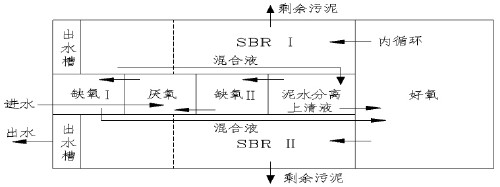 剩余污泥
出水槽
SBR Ⅰ
内循环
混合液
缺氧Ⅰ
厌氧
缺氧Ⅱ
泥水分离
上清液
好氧
进水
混合液
出水
出水槽
SBR Ⅱ
剩余污泥